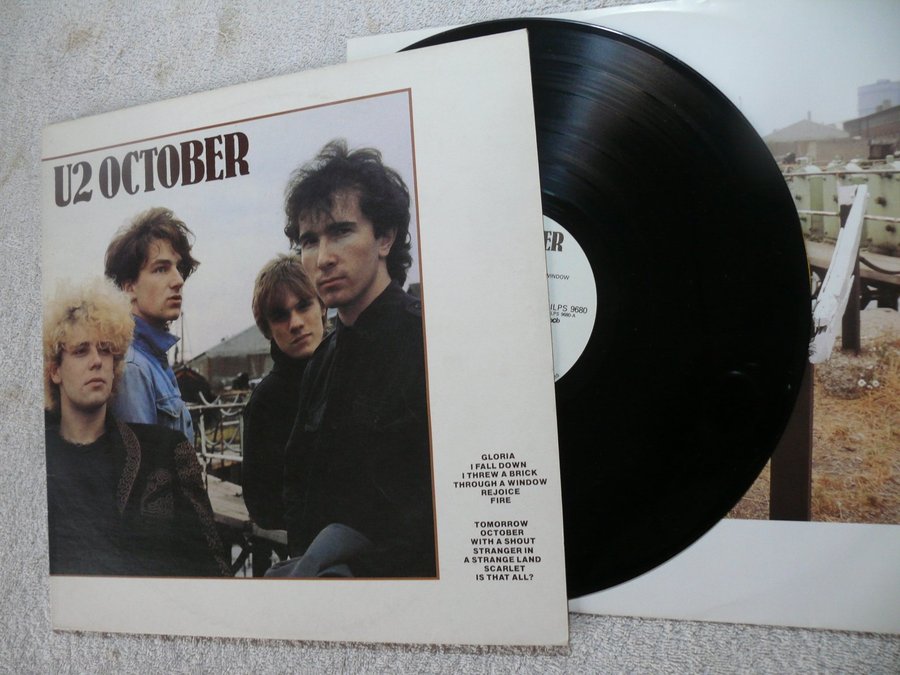 U2 OCTOBER
GLORIA
I FALL DOWN
I THREW A BRICK
THROUGH A WINDOW
REJOICE
FIRE
TOMORROW
OCTOBER
WITH A SHOUT
STRANGER IN
A STRANGE LAND
SCARLET
IS THAT ALL?
BER
WINDOW
ILPS 9680
LPS 9680-A